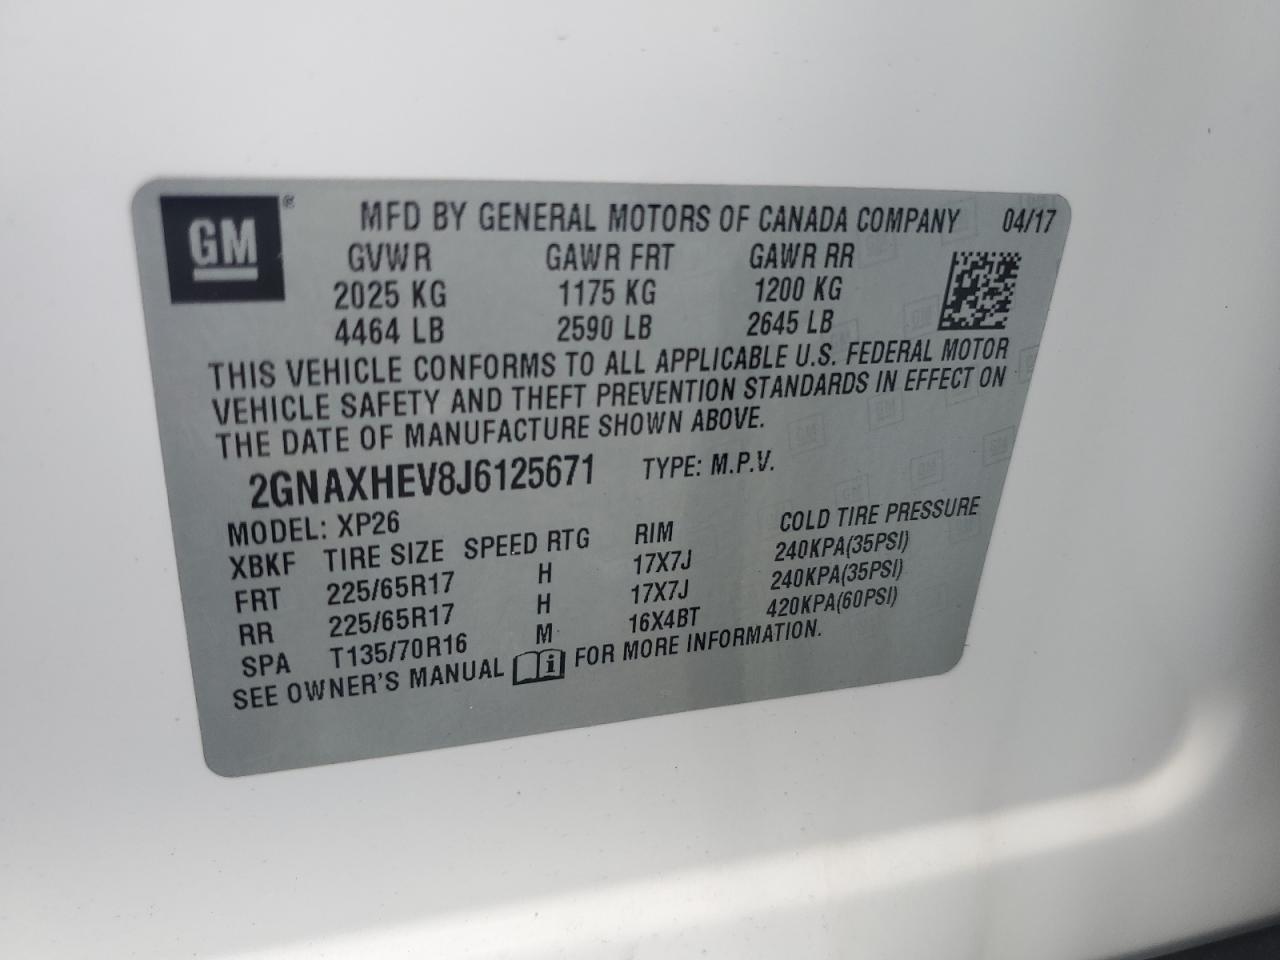 GM ® MFD BY GENERAL MOTORS OF CANADA COMPANY 04/17
GVWR GAWR FRT GAWR RR
2025 KG 1175 KG 1200 KG
4464 LB 2590 LB 2645 LB
THIS VEHICLE CONFORMS TO ALL APPLICABLE U.S. FEDERAL MOTOR
VEHICLE SAFETY AND THEFT PREVENTION STANDARDS IN EFFECT ON
THE DATE OF MANUFACTURE SHOWN ABOVE.
2GNAXHEV8J6125671 TYPE: M.P.V.
MODEL: XP26
XBKF TIRE SIZE SPEED RTG RIM COLD TIRE PRESSURE
FRT 225/65R17 H 17X7J 240KPA(35PSI)
RR 225/65R17 H 17X7J 240KPA(35PSI)
SPA T135/70R16 M 16X4BT 420KPA(60PSI)
SEE OWNER'S MANUAL i FOR MORE INFORMATION.